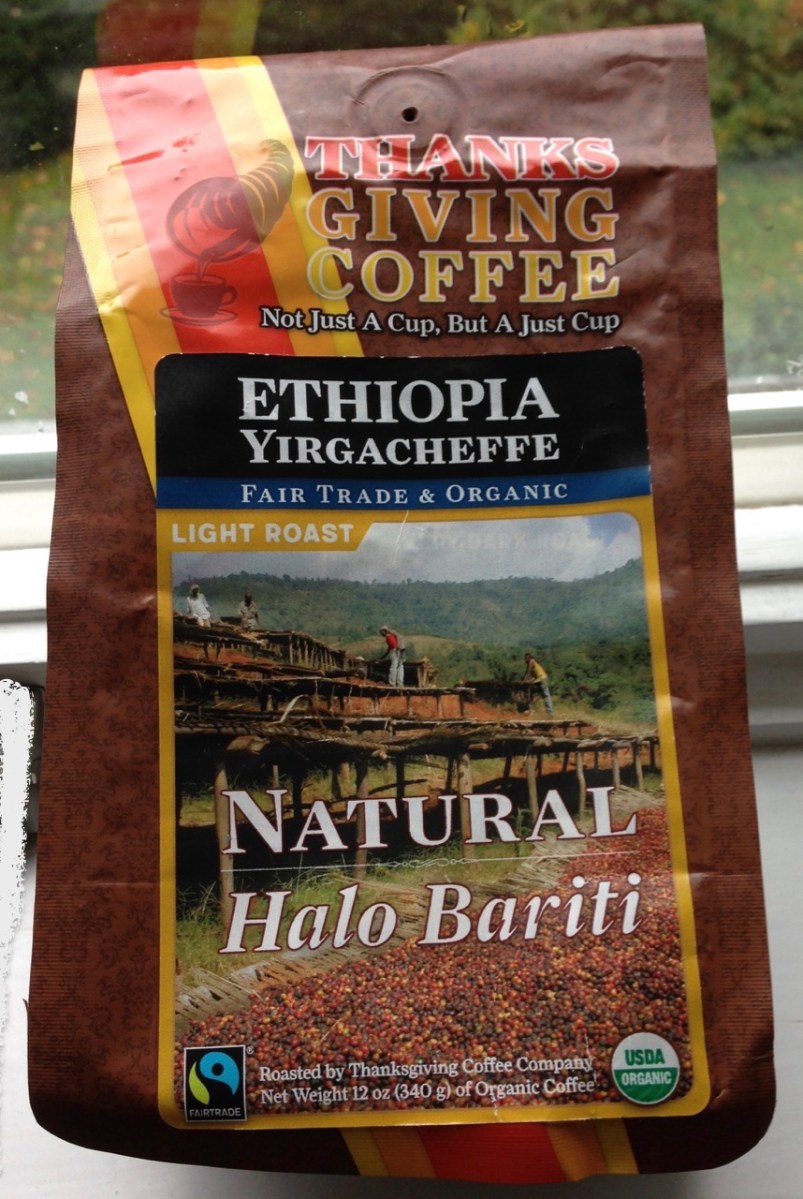 THANKS
GIVING
COFFEE
Not Just A Cup, But A Just Cup
ETHIOPIA
YIRGACHEFFE
FAIR TRADE & ORGANIC
LIGHT ROAST
NATURAL
Halo Bariti
Roasted by Thanksgiving Coffee Company
Net Weight 12 oz (340 g) of Organic Coffee
FAIRTRADE
®
USDA
ORGANIC